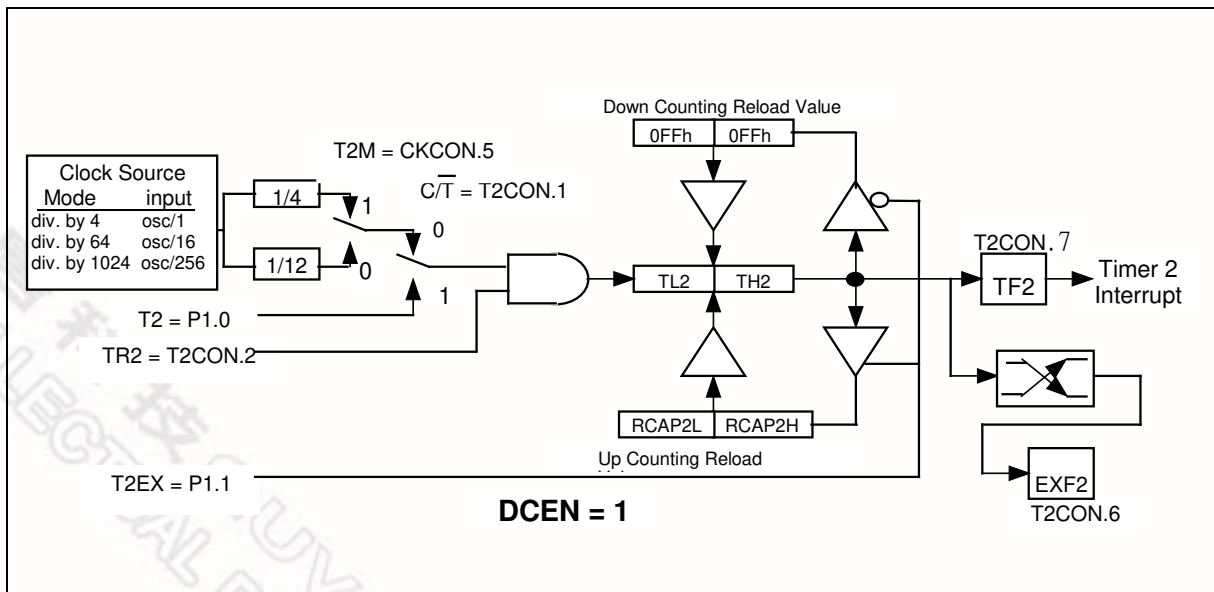 Down Counting Reload Value
0FFh 0FFh
T2M = CKCON.5
C/T̅ = T2CON.1
Clock Source
Mode input
div. by 4 osc/1
div. by 64 osc/16
div. by 1024 osc/256
1/4
1
0
1/12
0
1
T2CON.7
TF2
Timer 2
Interrupt
TL2 TH2
T2 = P1.0
TR2 = T2CON.2
RCAP2L RCAP2H
Up Counting Reload
T2EX = P1.1
DCEN = 1
EXF2
T2CON.6